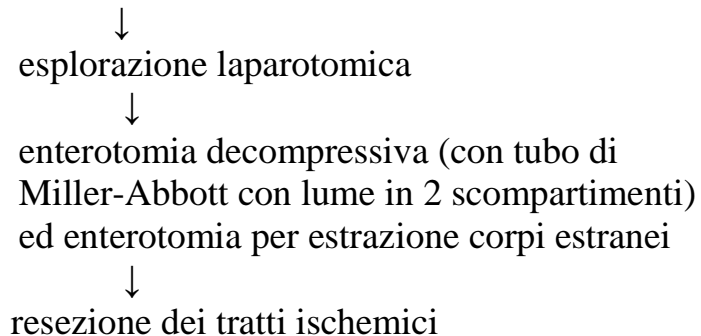 ↓
esplorazione laparotomica
↓
enterotomia decompressiva (con tubo di
Miller-Abbott con lume in 2 scompartimenti)
ed enterotomia per estrazione corpi estranei
↓
resezione dei tratti ischemici